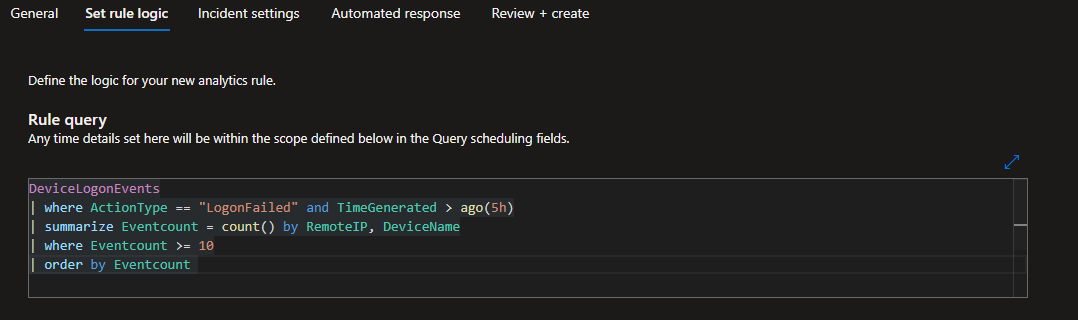 General Set rule logic Incident settings Automated response Review + create
Define the logic for your new analytics rule.
Rule query
Any time details set here will be within the scope defined below in the Query scheduling fields.
DeviceLogonEvents
| where ActionType == "LogonFailed" and TimeGenerated > ago(5h)
| summarize Eventcount = count() by RemoteIP, DeviceName
| where Eventcount >= 10
| order by Eventcount